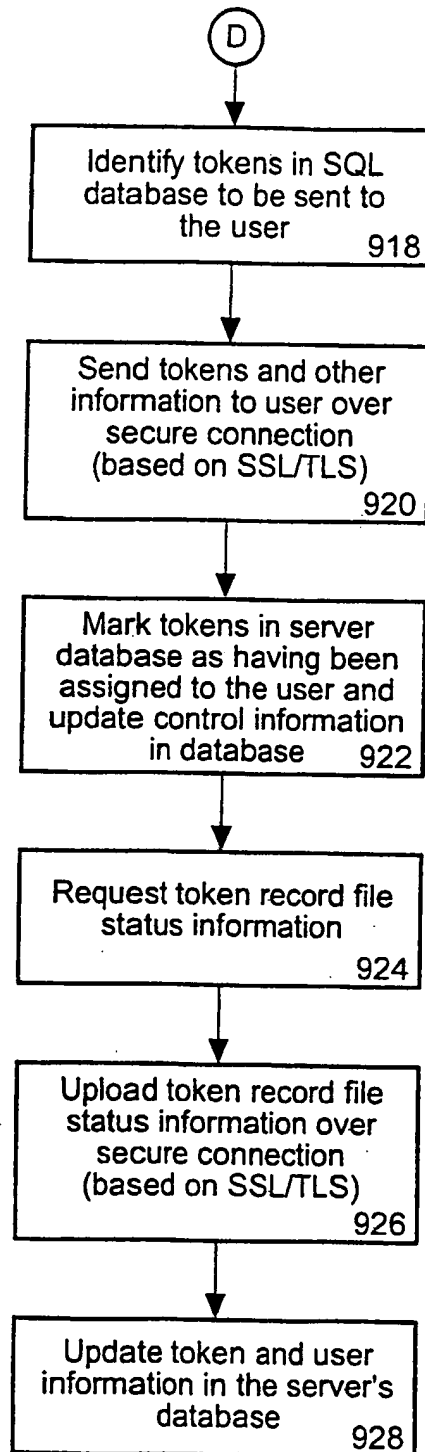 D
Identify tokens in SQL
database to be sent to
the user
918
Send tokens and other
information to user over
secure connection
(based on SSL/TLS)
920
Mark tokens in server
database as having been
assigned to the user and
update control information
in database 922
Request token record file
status information
924
Upload token record file
status information over
secure connection
(based on SSL/TLS)
926
Update token and user
information in the server's
database
928